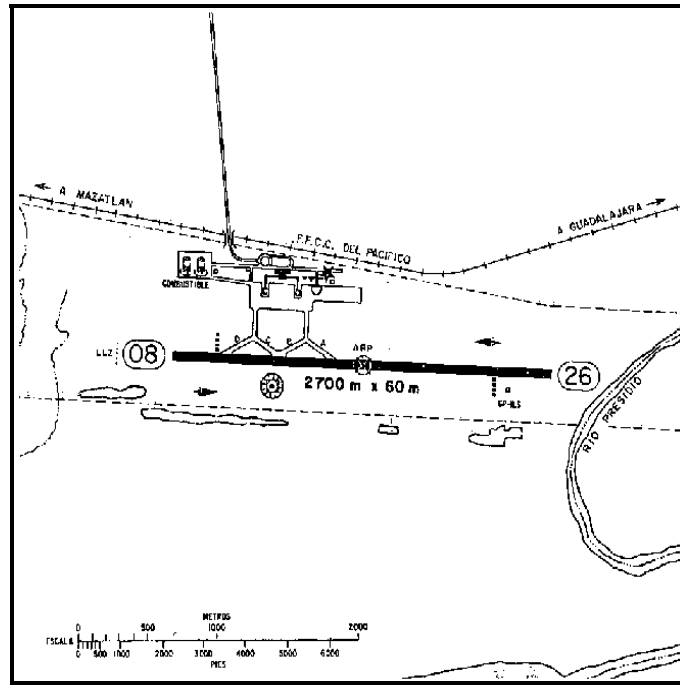 A MAZATLAN
A GUADALAJARA
F.F.C.C. DEL PACIFICO
COMBUSTIBLE
D C B A
ARP
LLZ
08
26
2700 m x 60 m
GP-ILS
RIO PRESIDIO
METROS
0 500 1000 2000
ESCALA
0 500 1000 2000 3000 4000 5000 6000
PIES